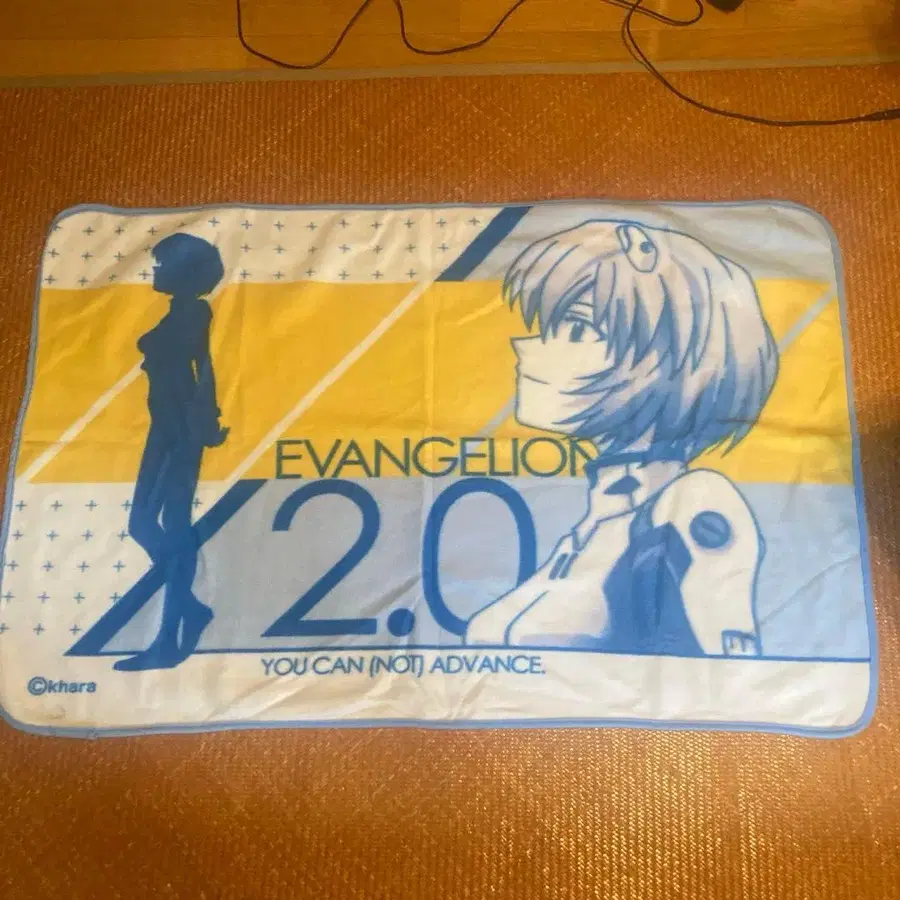 EVANGELION
2.0
YOU CAN (NOT) ADVANCE.
©khara